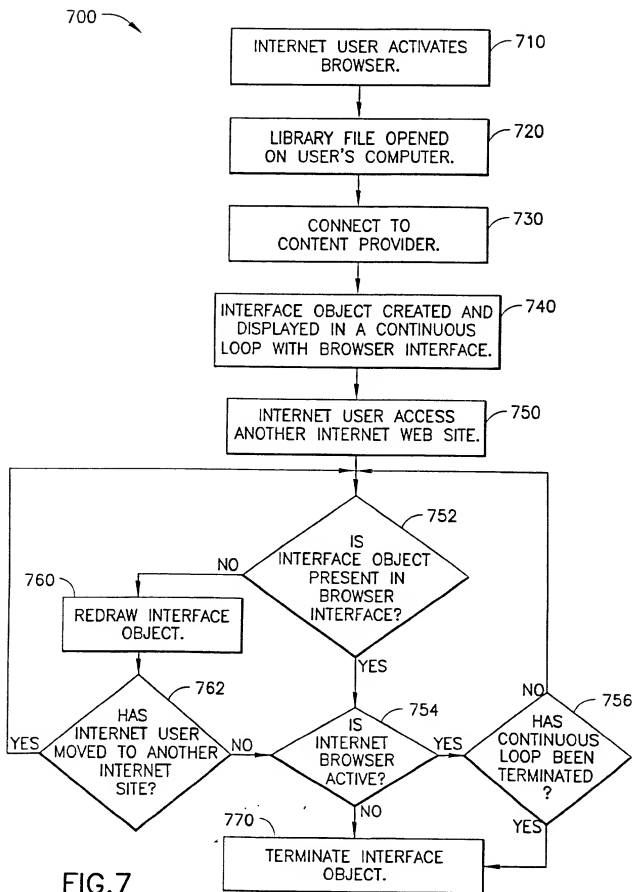 700
INTERNET USER ACTIVATES
BROWSER.
710
LIBRARY FILE OPENED
ON USER'S COMPUTER.
720
CONNECT TO
CONTENT PROVIDER.
730
INTERFACE OBJECT CREATED AND
DISPLAYED IN A CONTINUOUS
LOOP WITH BROWSER INTERFACE.
740
INTERNET USER ACCESS
ANOTHER INTERNET WEB SITE.
750
752
IS
INTERFACE OBJECT
PRESENT IN
BROWSER
INTERFACE?
NO
YES
760
REDRAW INTERFACE
OBJECT.
762
HAS
INTERNET USER
MOVED TO ANOTHER
INTERNET
SITE?
YES
NO
754
IS
INTERNET
BROWSER
ACTIVE?
YES
NO
756
NO
HAS
CONTINUOUS
LOOP BEEN
TERMINATED
?
YES
770
TERMINATE INTERFACE
OBJECT.
FIG.7